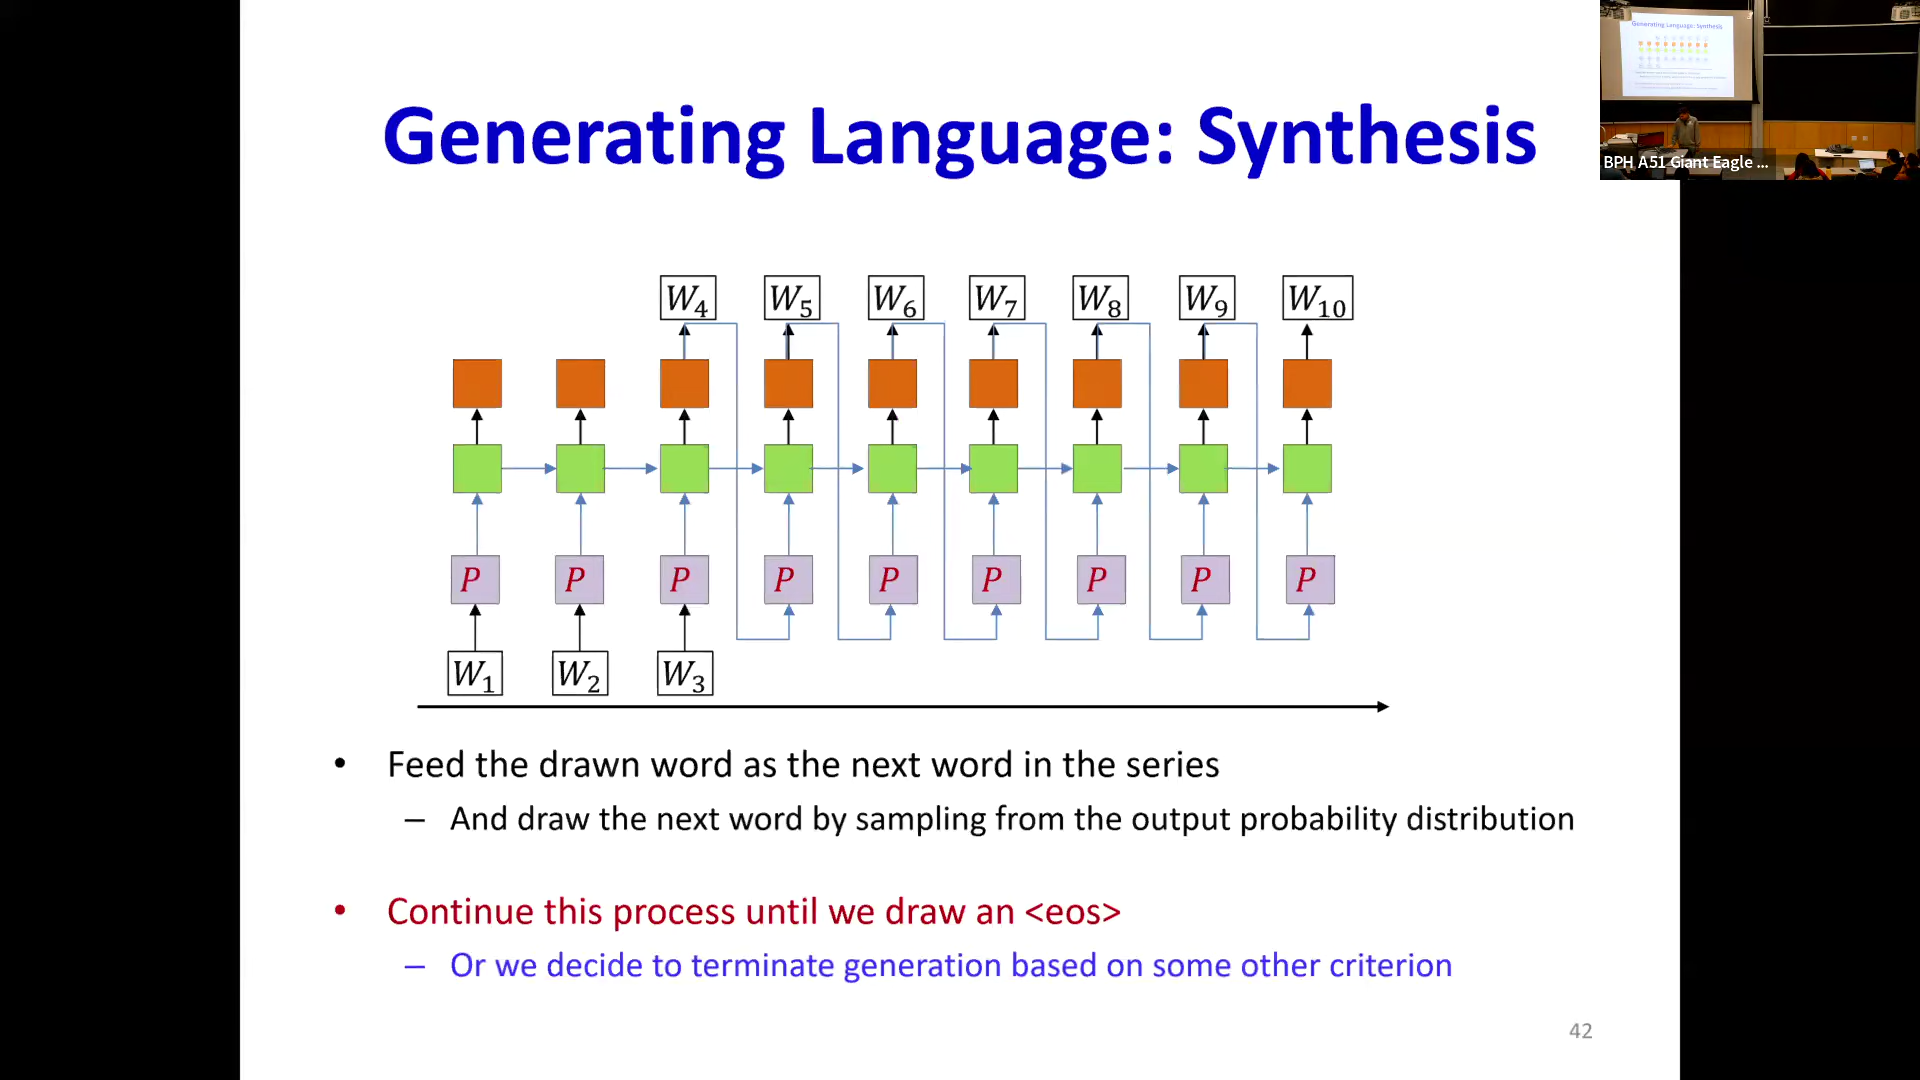 Generating Language: Synthesis
BPH A51 Giant Eagle ...
W4 W5 W6 W7 W8 W9 W10
P P P P P P P P P
W1 W2 W3
• Feed the drawn word as the next word in the series
– And draw the next word by sampling from the output probability distribution
• Continue this process until we draw an <eos>
– Or we decide to terminate generation based on some other criterion
42